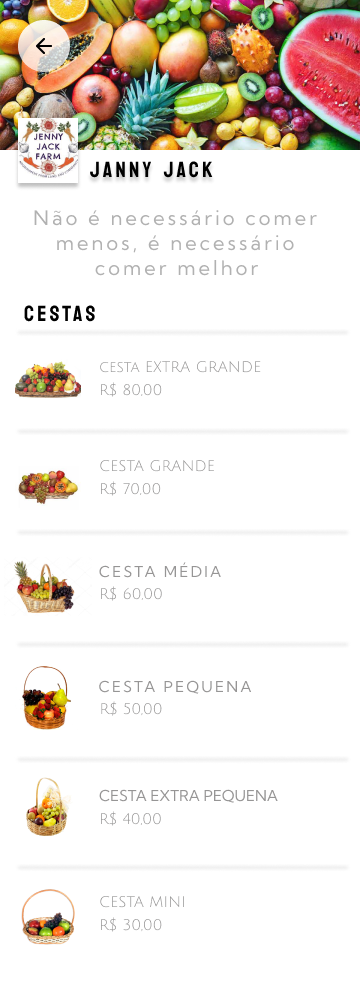 JENNY
JACK
FARM
JANNY JACK
Não é necessário comer
menos, é necessário
comer melhor
CESTAS
CESTA EXTRA GRANDE
R$ 80,00
CESTA GRANDE
R$ 70,00
CESTA MÉDIA
R$ 60,00
CESTA PEQUENA
R$ 50,00
CESTA EXTRA PEQUENA
R$ 40,00
CESTA MINI
R$ 30,00